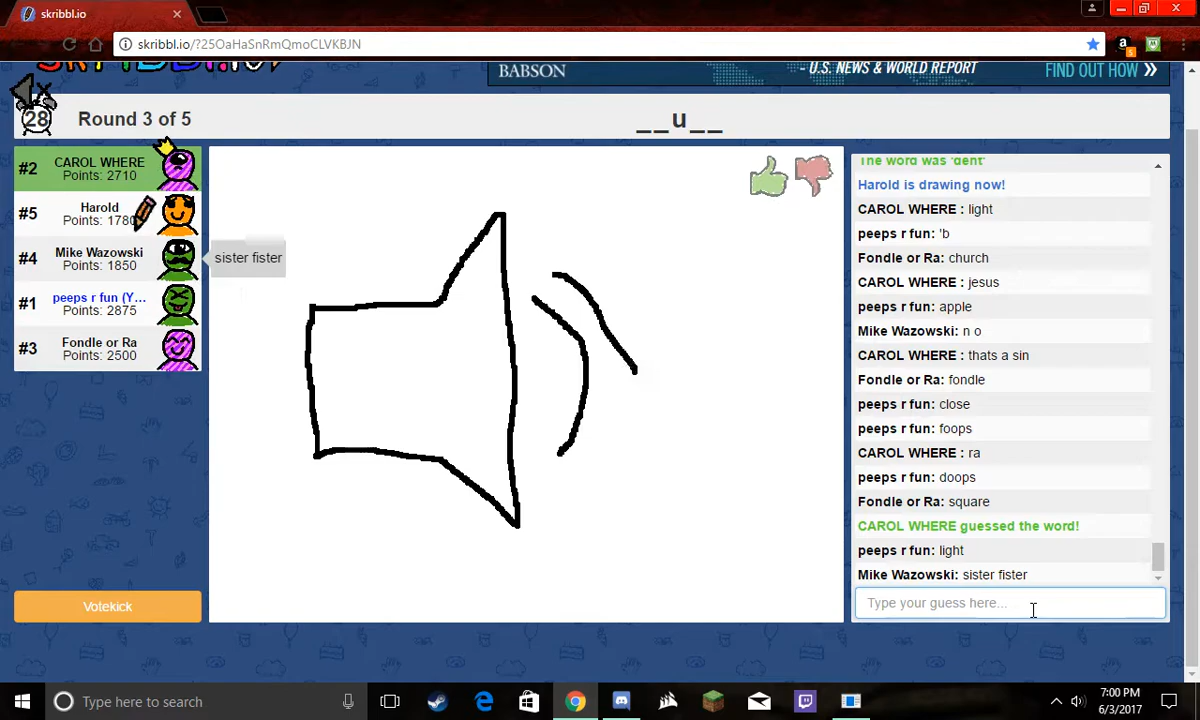 skribbl.io
skribbl.io/?25OaHaSnRmQmoCLVKBJN
BABSON
- U.S. NEWS & WORLD REPORT
FIND OUT HOW »
28
Round 3 of 5
__u__
#2
CAROL WHERE
Points: 2710
#5
Harold
Points: 1780
#4
Mike Wazowski
Points: 1850
sister fister
#1
peeps r fun (Y...
Points: 2875
#3
Fondle or Ra
Points: 2500
Votekick
The word was 'dent'
Harold is drawing now!
CAROL WHERE : light
peeps r fun: 'b
Fondle or Ra: church
CAROL WHERE : jesus
peeps r fun: apple
Mike Wazowski: n o
CAROL WHERE : thats a sin
Fondle or Ra: fondle
peeps r fun: close
peeps r fun: foops
CAROL WHERE : ra
peeps r fun: doops
Fondle or Ra: square
CAROL WHERE guessed the word!
peeps r fun: light
Mike Wazowski: sister fister
Type your guess here...
Type here to search
7:00 PM
6/3/2017